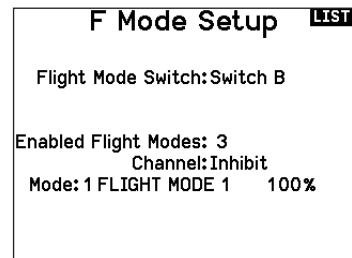 F Mode Setup LIST
Flight Mode Switch: Switch B
Enabled Flight Modes: 3
Channel: Inhibit
Mode: 1 FLIGHT MODE 1 100%